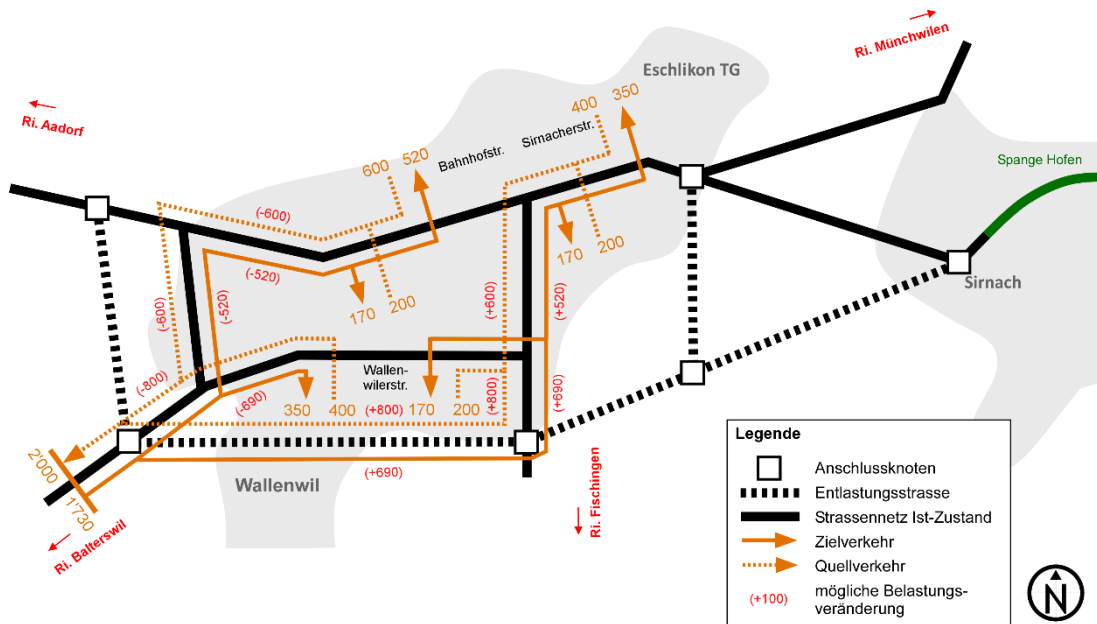 Ri. Münchwilen
Eschlikon TG
Ri. Aadorf
400
350
Bahnhofstr.
Sirnacherstr.
600
520
Spange Hofen
(-600)
(-520)
170
200
170
200
(-600)
(-520)
(+600)
(+520)
Sirnach
Wallen-
wilerstr.
(-800)
(-690)
350
400
(+800)
170
200
(+800)
(+690)
2'000
1'730
(+690)
Wallenwil
Ri. Balterswil
Ri. Fischingen
Legende
Anschlussknoten
Entlastungsstrasse
Strassennetz Ist-Zustand
Zielverkehr
Quellverkehr
(+100)
mögliche Belastungs-
veränderung
N